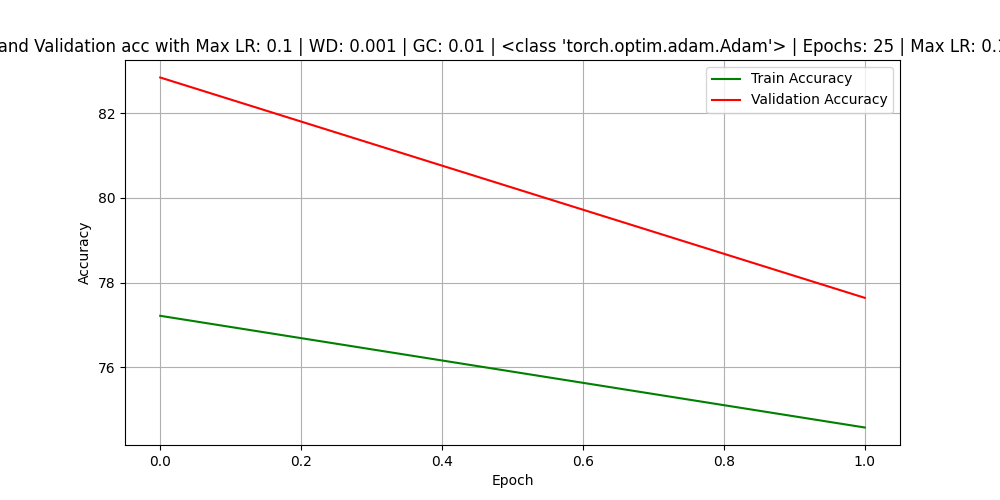 and Validation acc with Max LR: 0.1 | WD: 0.001 | GC: 0.01 | <class 'torch.optim.adam.Adam'> | Epochs: 25 | Max LR: 0.1
Train Accuracy
Validation Accuracy
82
80
78
76
Accuracy
0.0 0.2 0.4 0.6 0.8 1.0
Epoch